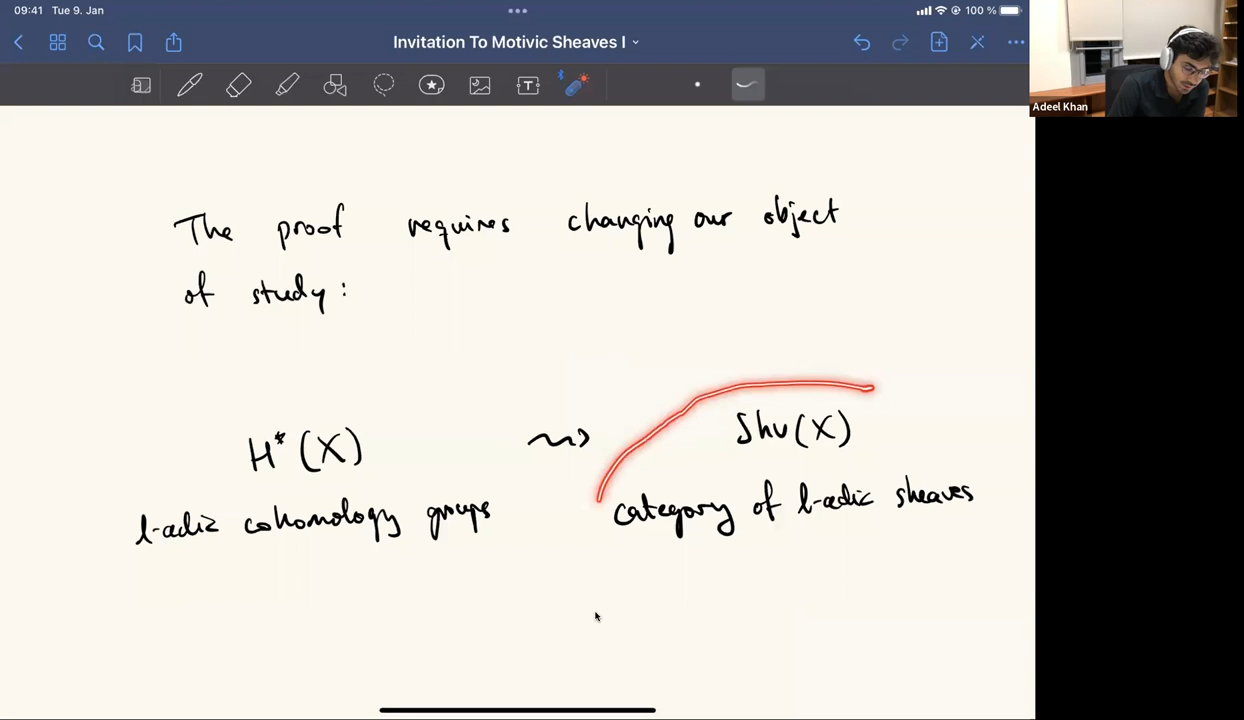 09:41 Tue 9. Jan
100 %
Invitation To Motivic Sheaves I
Adeel Khan
The proof requires changing our object
of study:
H*(X) ⇝ Shv(X)
l-adic cohomology groups category of l-adic sheaves